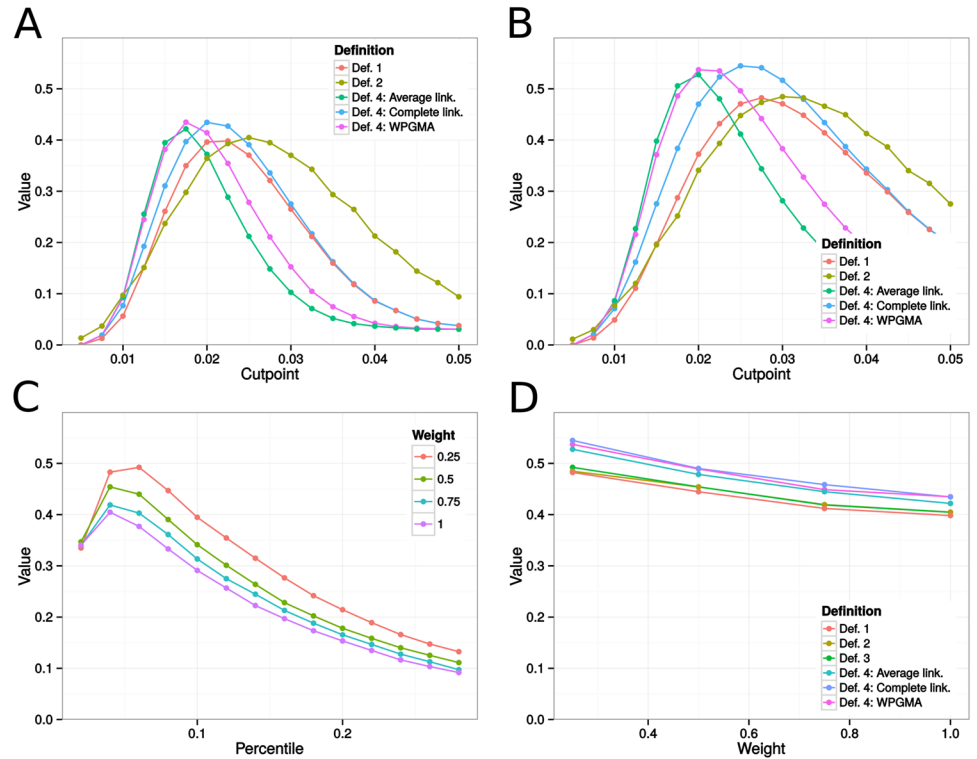 A
Definition
Def. 1
Def. 2
Def. 4: Average link.
Def. 4: Complete link.
Def. 4: WPGMA
Value
0.5
0.4
0.3
0.2
0.1
0.0
0.01 0.02 0.03 0.04 0.05
Cutpoint
B
Value
0.5
0.4
0.3
0.2
0.1
0.0
Definition
Def. 1
Def. 2
Def. 4: Average link.
Def. 4: Complete link.
Def. 4: WPGMA
0.01 0.02 0.03 0.04 0.05
Cutpoint
C
Weight
0.25
0.5
0.75
1
Value
0.5
0.4
0.3
0.2
0.1
0.0
0.1 0.2
Percentile
D
Value
0.5
0.4
0.3
0.2
0.1
0.0
Definition
Def. 1
Def. 2
Def. 3
Def. 4: Average link.
Def. 4: Complete link.
Def. 4: WPGMA
0.4 0.6 0.8 1.0
Weight